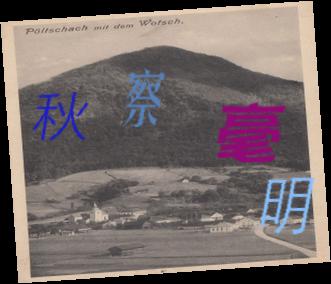 Pöltschach mit dem Wotsch.
秋
察
毫
明